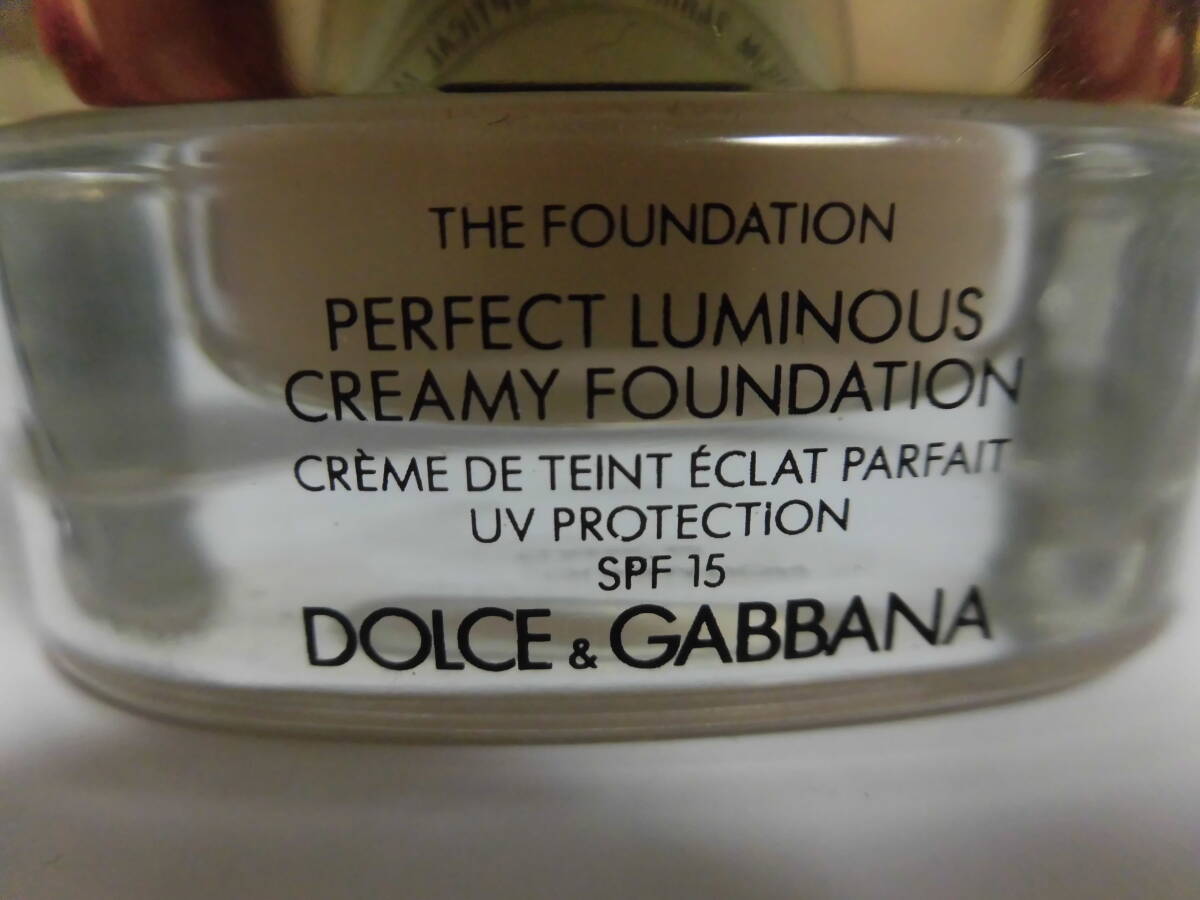 THE FOUNDATION
PERFECT LUMINOUS
CREAMY FOUNDATION
CRÈME DE TEINT ÉCLAT PARFAIT
UV PROTECTION
SPF 15
DOLCE & GABBANA